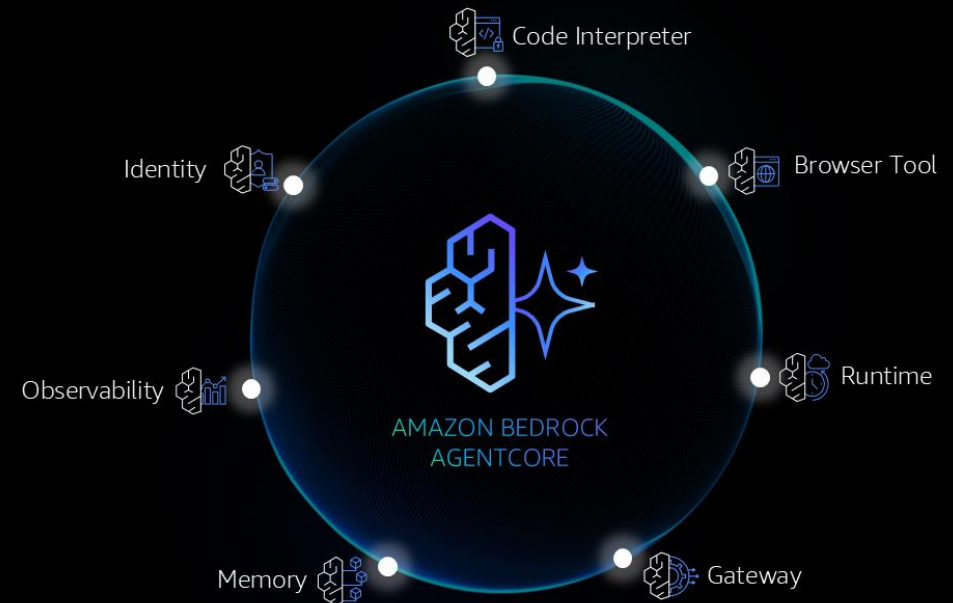 Code Interpreter
Identity
Browser Tool
Observability
Runtime
AMAZON BEDROCK
AGENTCORE
Memory
Gateway